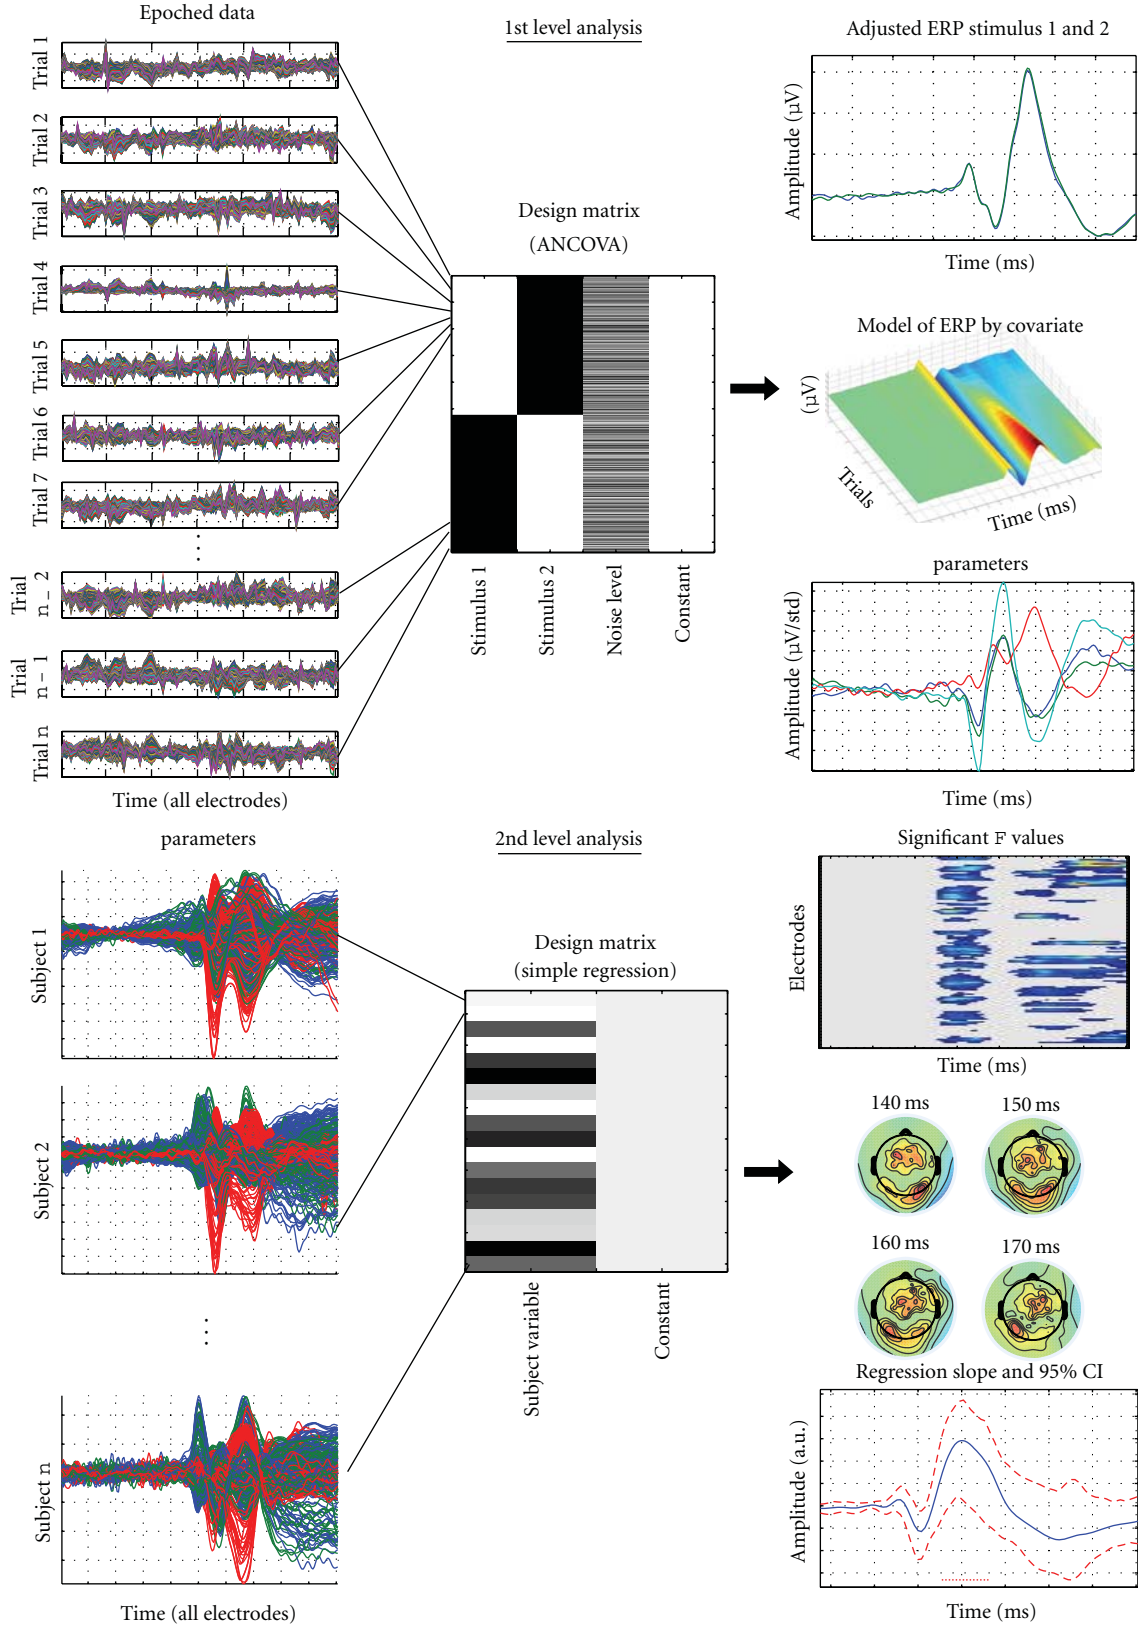 Epoched data
1st level analysis
Adjusted ERP stimulus 1 and 2
Trial 1
Trial 2
Trial 3
Trial 4
Trial 5
Trial 6
Trial 7
Trial
n − 2
Trial
n − 1
Trial n
Time (all electrodes)
Design matrix
(ANCOVA)
Stimulus 1
Stimulus 2
Noise level
Constant
Amplitude (μV)
Time (ms)
Model of ERP by covariate
(μV)
Trials
Time (ms)
parameters
Amplitude (μV/std)
Time (ms)
parameters
2nd level analysis
Significant F values
Subject 1
Subject 2
Subject n
Time (all electrodes)
Design matrix
(simple regression)
Subject variable
Constant
Electrodes
Time (ms)
140 ms
150 ms
160 ms
170 ms
Regression slope and 95% CI
Amplitude (a.u.)
Time (ms)